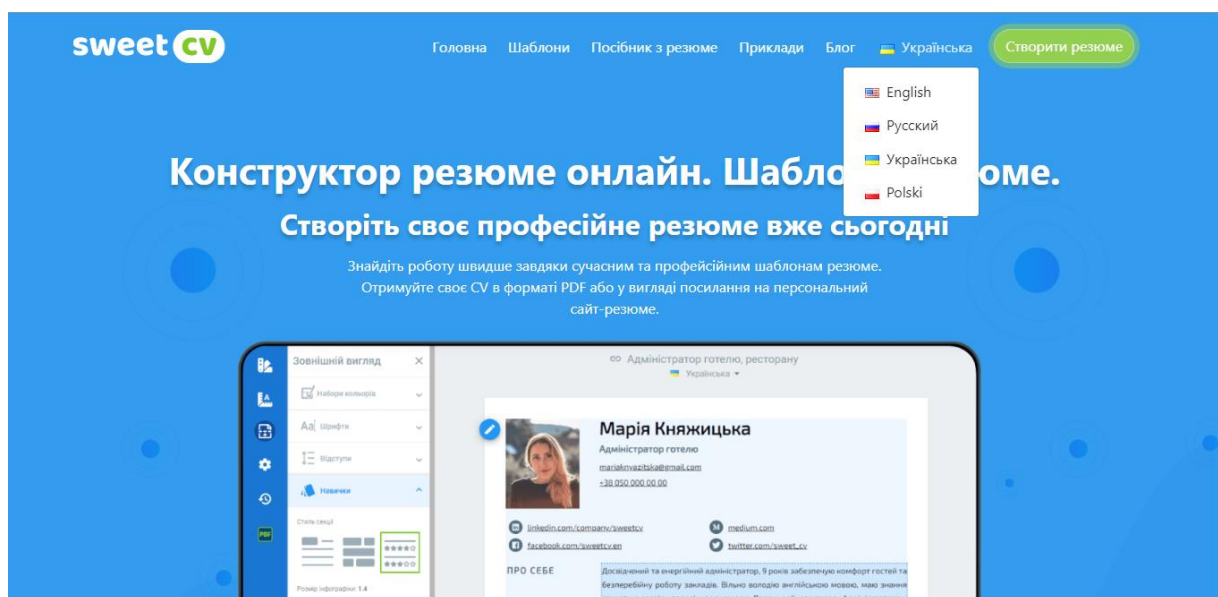 sweet cv
Головна Шаблони Посібник з резюме Приклади Блог Українська Створити резюме
English
Русский
Українська
Polski
Конструктор резюме онлайн. Шабло оме.
Створіть своє професійне резюме вже сьогодні
Знайдіть роботу швидше завдяки сучасним та профейсійним шаблонам резюме.
Отримуйте своє CV в форматі PDF або у вигляді посилання на персональний
сайт-резюме.
Зовнішній вигляд
Набори кольорів
Aa Шрифти
Відступи
Навички
Стиль секції
Розмір інфографіки: 1.4
PDF
Адміністратор готелю, ресторану
Українська
Марія Княжицька
Адміністратор готелю
mariaknyazitska@gmail.com
+38 050 000 00 00
linkedin.com/company/sweetcv
medium.com
facebook.com/sweetcv.en
twitter.com/sweet_cv
ПРО СЕБЕ
Досвідчений та енергійний адміністратор, 9 років забезпечую комфорт гостей та
безперебійну роботу закладів. Вільно володію англійською мовою, маю знання